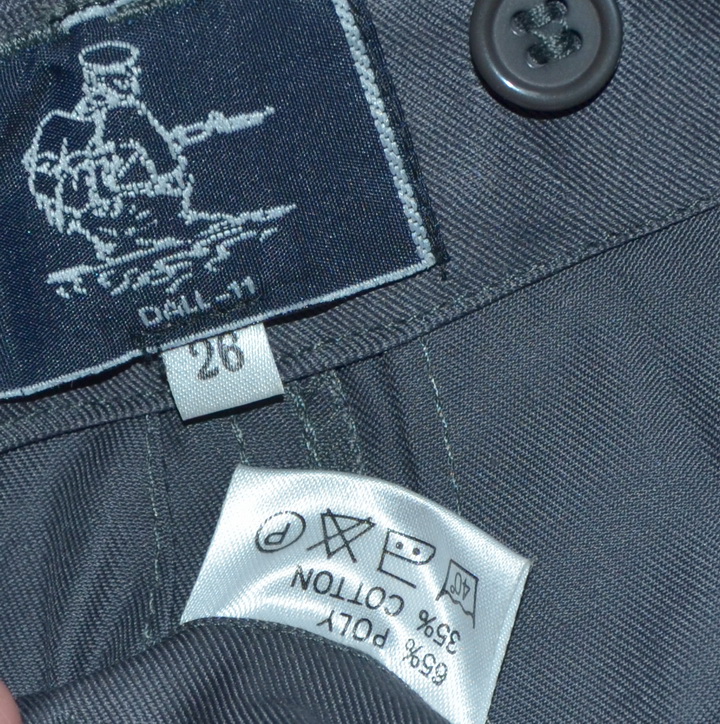 DALL-11
26
65% POLY
35% COTTON
40°
P